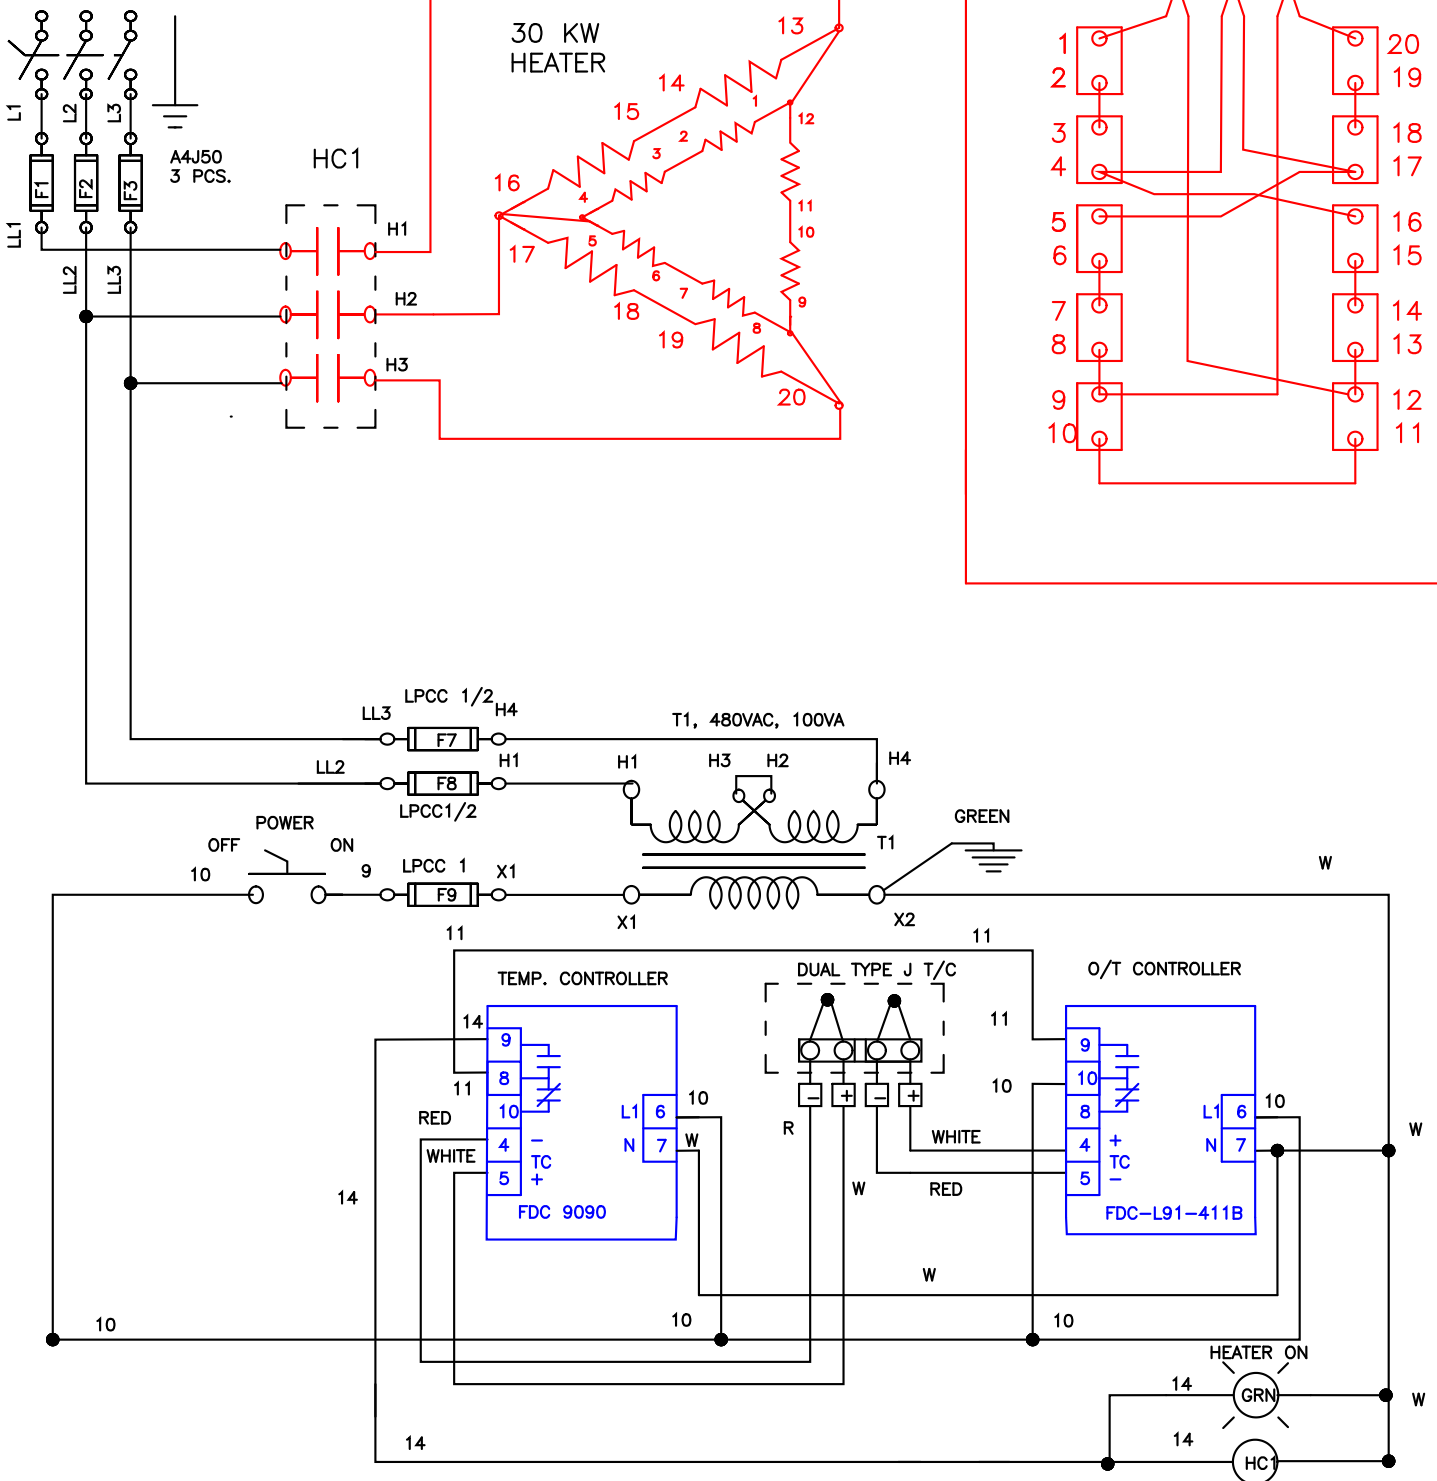 30 KW
HEATER
L1
L2
L3
A4J50
3 PCS.
F1
F2
F3
LL1
LL2
LL3
HC1
H1
H2
H3
13
14
15
16
17
18
19
20
1
2
3
4
5
6
7
8
9
10
11
12
1
2
3
4
5
6
7
8
9
10
20
19
18
17
16
15
14
13
12
11
LPCC 1/2
LL3
F7
H4
T1, 480VAC, 100VA
LL2
F8
H1
LPCC1/2
H1
H3
H2
H4
T1
POWER
OFF
ON
10
9
LPCC 1
F9
X1
X1
X2
GREEN
W
11
11
TEMP. CONTROLLER
DUAL TYPE J T/C
O/T CONTROLLER
14
9
8
11
10
RED
4
−
WHITE
TC
5
+
FDC 9090
L1
6
10
N
7
W
−
+
−
+
R
W
WHITE
RED
11
10
9
10
8
4
+
TC
5
−
FDC−L91−411B
L1
6
10
N
7
W
14
W
10
10
10
HEATER ON
14
GRN
W
14
14
HC1